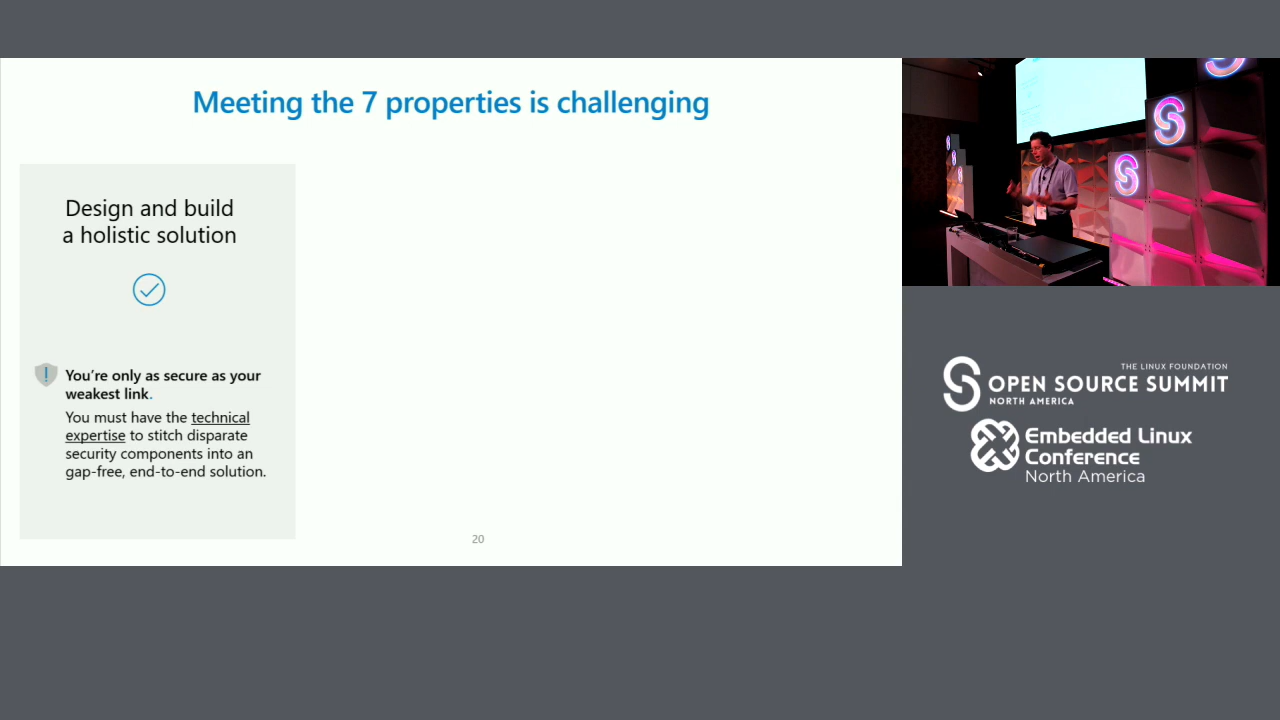 Meeting the 7 properties is challenging
Design and build
a holistic solution
You're only as secure as your
weakest link.
You must have the technical
expertise to stitch disparate
security components into an
gap-free, end-to-end solution.
20
THE LINUX FOUNDATION
OPEN SOURCE SUMMIT
NORTH AMERICA
Embedded Linux
Conference
North America